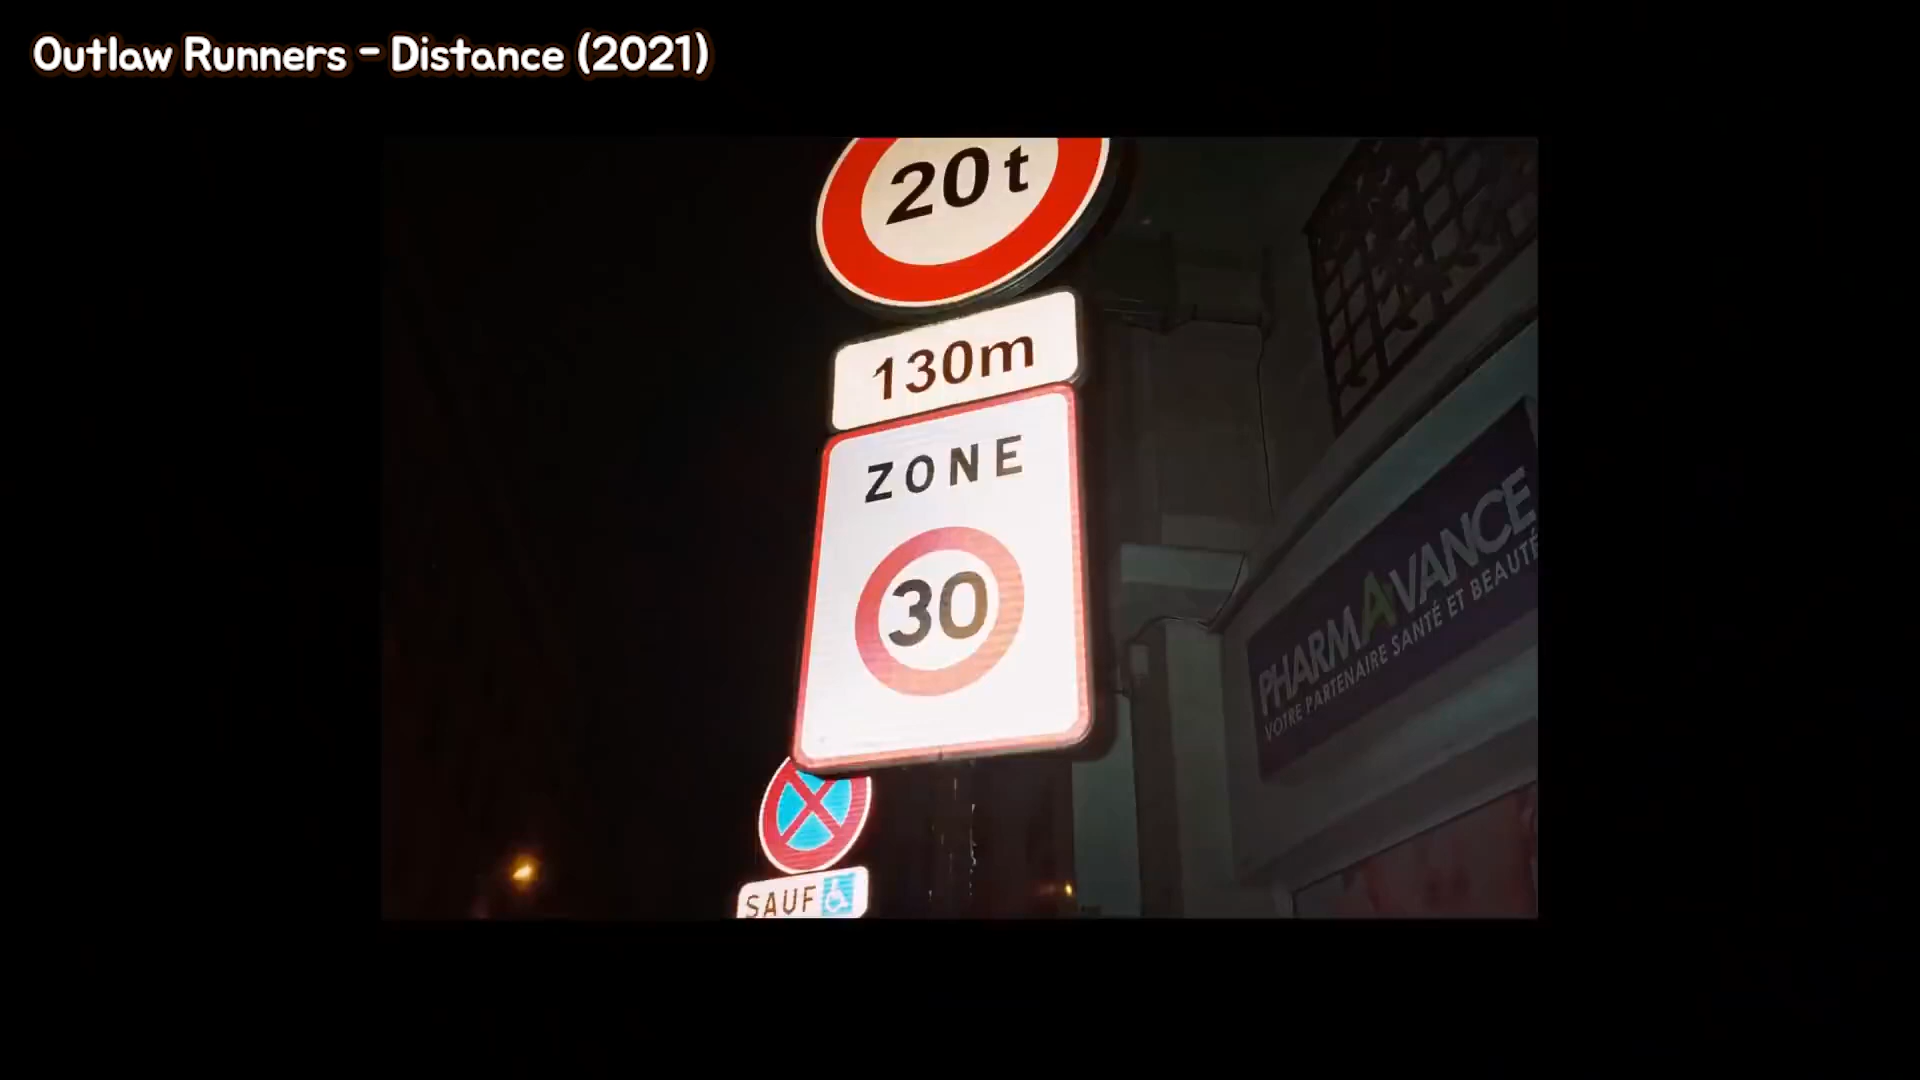 Outlaw Runners - Distance (2021)
20t
130m
ZONE
30
SAUF
PHARMAVANCE
VOTRE PARTENAIRE SANTÉ ET BEAUTÉ